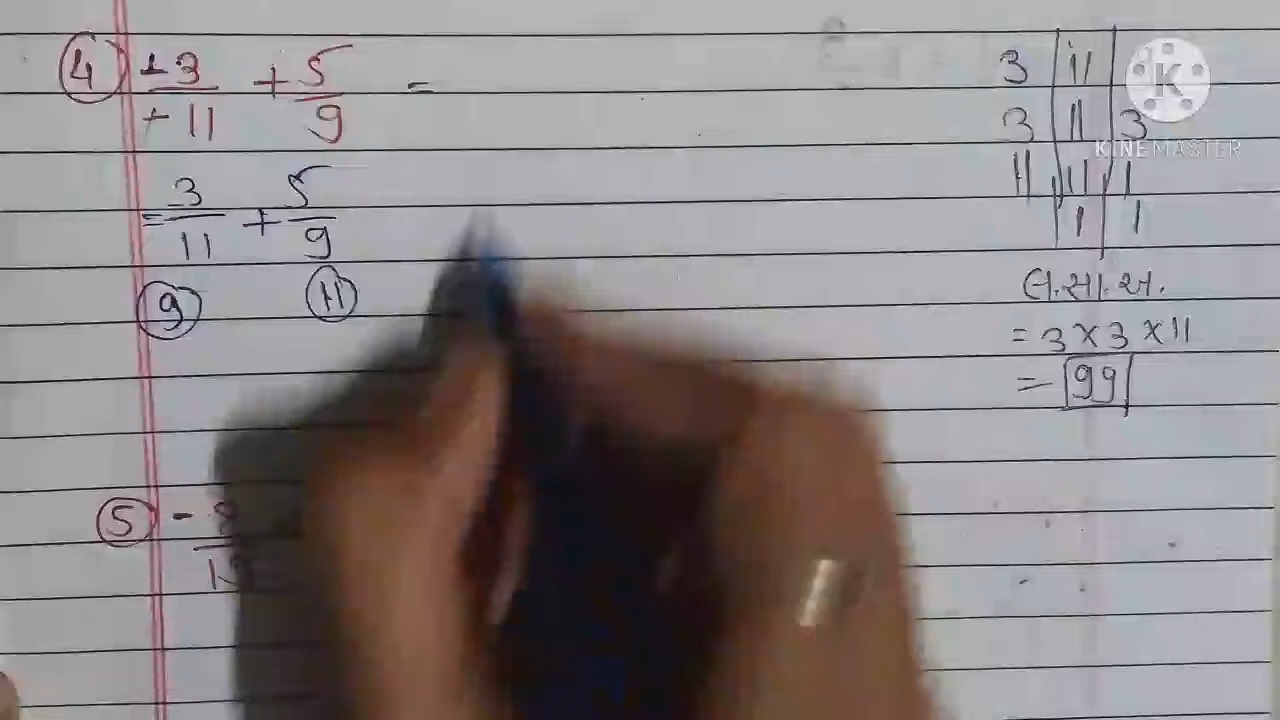 ④ +3/+11 + 5/9 =
= 3/11 + 5/9
⑨ ⑪
⑤ -
3 | 11 |
3 | 11 | 3
11 | 11 | 1
1 | 1
લ.સા.અ.
= 3 × 3 × 11
= 99
K
KINEMASTER